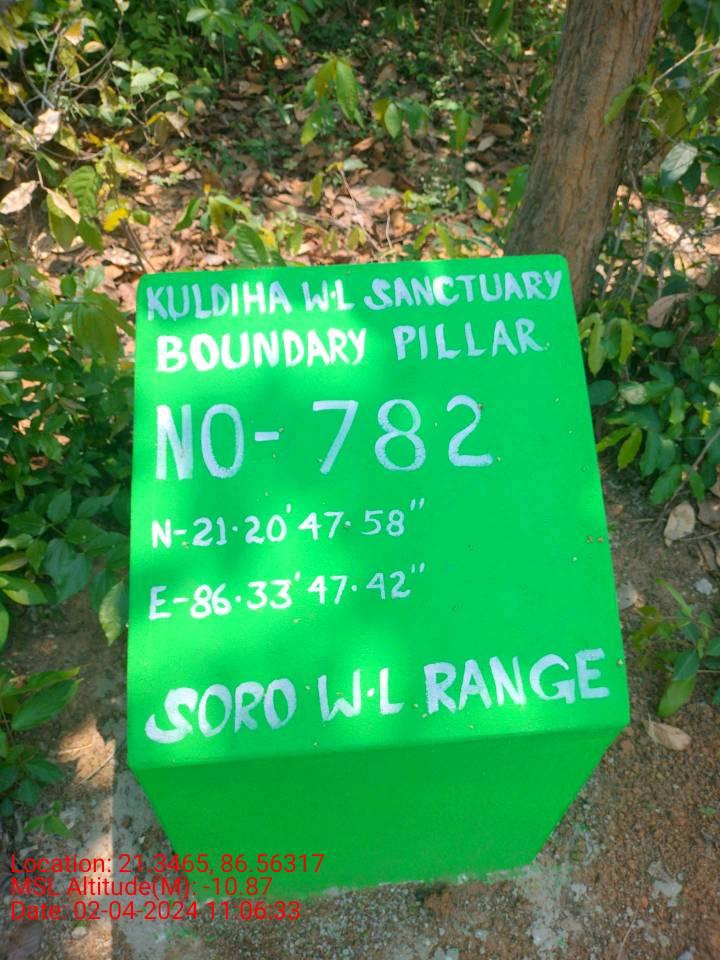 KULDIHA W.L SANCTUARY
BOUNDARY PILLAR
NO- 782
N-21·20'47·58"
E-86·33'47·42"
SORO W·L RANGE
Location: 21.3465, 86.56317
MSL Altitude(M): -10.87
Date: 02-04-2024 11:06:33